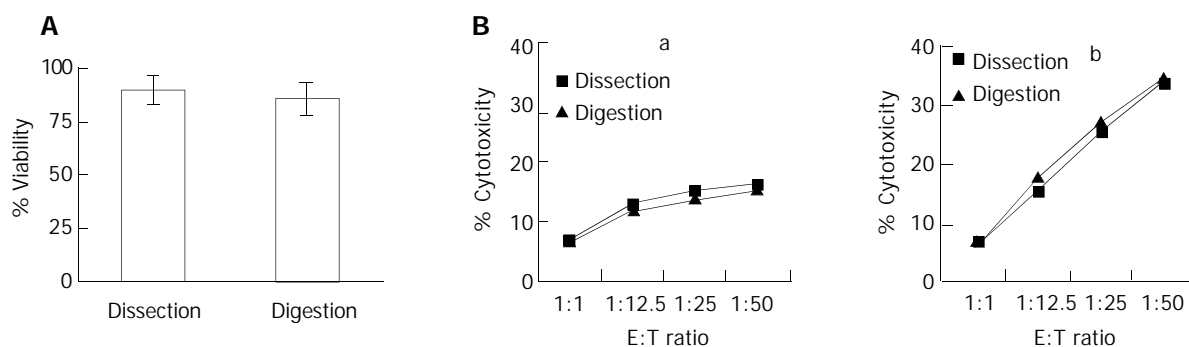 A
% Viability
100
75
50
25
0
Dissection
Digestion
B
a
% Cytotoxicity
40
30
20
10
0
Dissection
Digestion
1:1
1:12.5
1:25
1:50
E:T ratio
b
% Cytotoxicity
40
30
20
10
0
Dissection
Digestion
1:1
1:12.5
1:25
1:50
E:T ratio